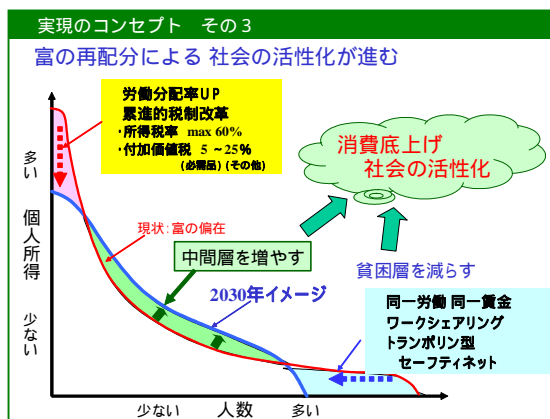 実現のコンセプト その3
富の再配分による 社会の活性化が進む
労働分配率UP
累進的税制改革
・所得税率 max 60%
・付加価値税 5 ~25%
(必需品)(その他)
消費底上げ
社会の活性化
多い
個人所得
少ない
現状:富の偏在
中間層を増やす
2030年イメージ
貧困層を減らす
同一労働 同一賃金
ワークシェアリング
トランポリン型
セーフティネット
少ない 人数 多い